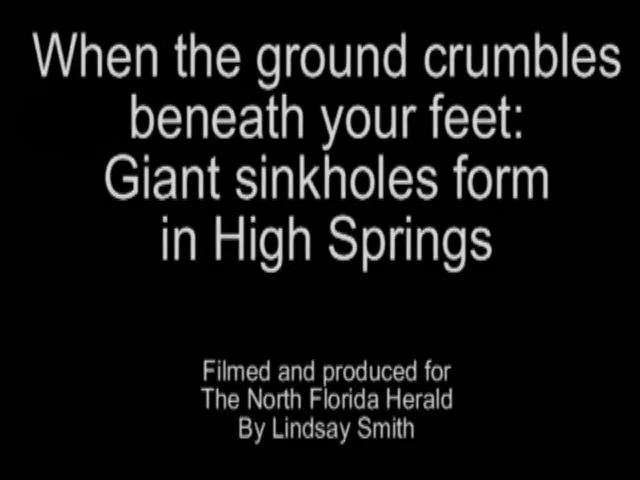 When the ground crumbles
beneath your feet:
Giant sinkholes form
in High Springs
Filmed and produced for
The North Florida Herald
By Lindsay Smith